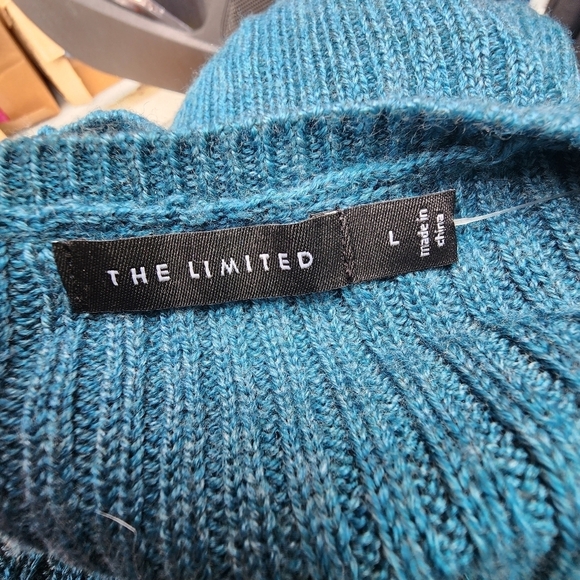 THE LIMITED
L
made in
china